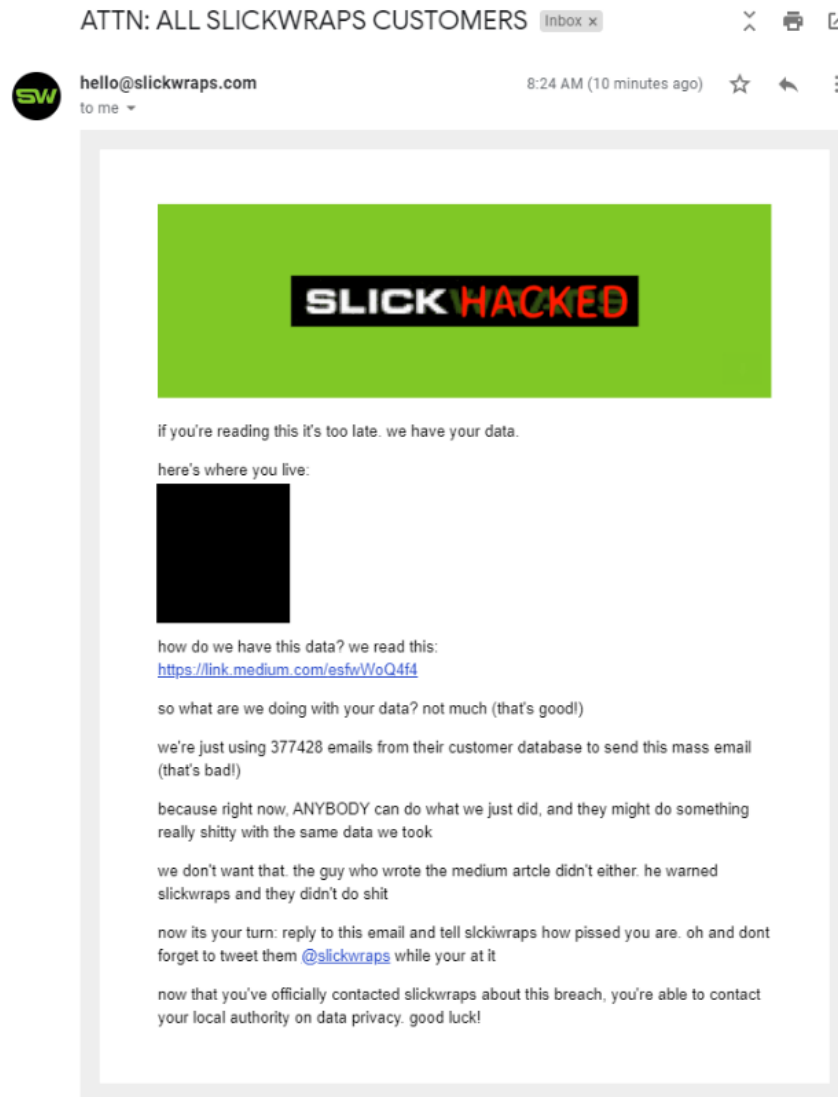 ATTN: ALL SLICKWRAPS CUSTOMERS Inbox x
SW
hello@slickwraps.com 8:24 AM (10 minutes ago)
to me
SLICK HACKED
if you're reading this it's too late. we have your data.
here's where you live:
how do we have this data? we read this:
https://link.medium.com/esfwWoQ4f4
so what are we doing with your data? not much (that's good!)
we're just using 377428 emails from their customer database to send this mass email
(that's bad!)
because right now, ANYBODY can do what we just did, and they might do something
really shitty with the same data we took
we don't want that. the guy who wrote the medium artcle didn't either. he warned
slickwraps and they didn't do shit
now its your turn: reply to this email and tell slckiwraps how pissed you are. oh and dont
forget to tweet them @slickwraps while your at it
now that you've officially contacted slickwraps about this breach, you're able to contact
your local authority on data privacy. good luck!